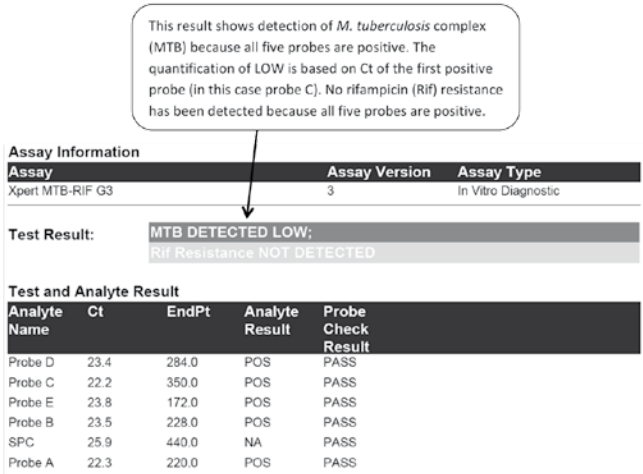 This result shows detection of M. tuberculosis complex
(MTB) because all five probes are positive. The
quantification of LOW is based on Ct of the first positive
probe (in this case probe C). No rifampicin (Rif) resistance
has been detected because all five probes are positive.
Assay Information
Assay Assay Version Assay Type
Xpert MTB-RIF G3 3 In Vitro Diagnostic
Test Result: MTB DETECTED LOW;
Rif Resistance NOT DETECTED
Test and Analyte Result
Analyte Ct EndPt Analyte Probe
Name Result Check
Result
Probe D 23.4 284.0 POS PASS
Probe C 22.2 350.0 POS PASS
Probe E 23.8 172.0 POS PASS
Probe B 23.5 228.0 POS PASS
SPC 25.9 440.0 NA PASS
Probe A 22.3 220.0 POS PASS